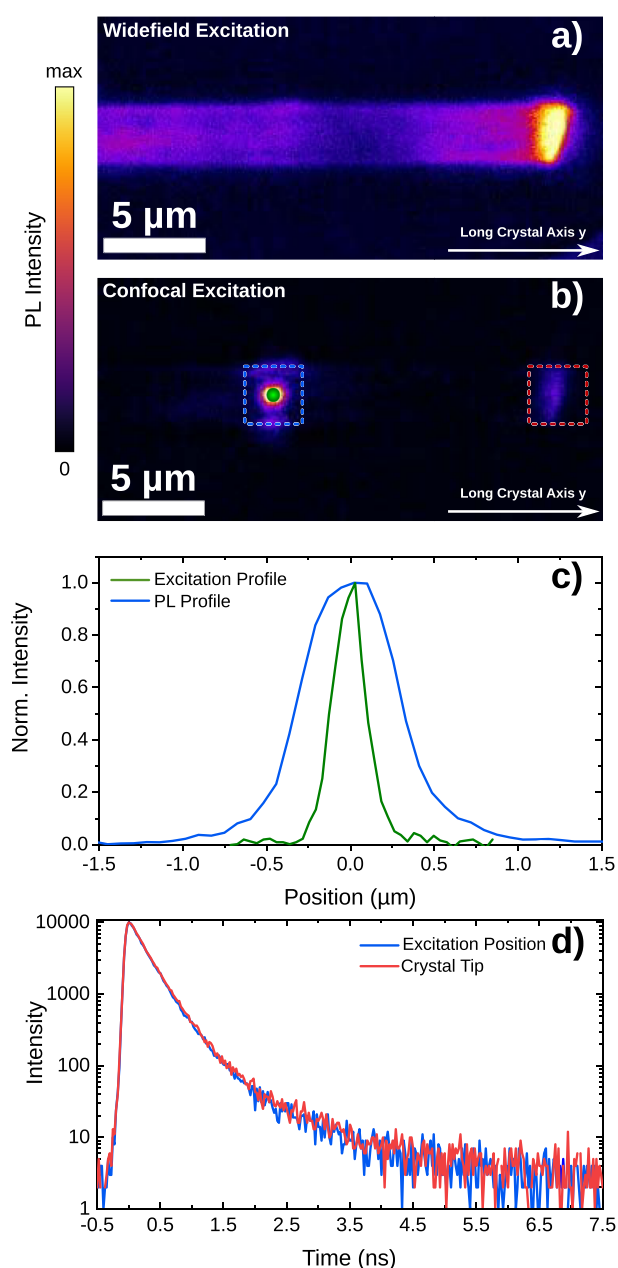 Widefield Excitation
a)
max
5 µm
Long Crystal Axis y
PL Intensity
Confocal Excitation
b)
5 µm
Long Crystal Axis y
0
c)
Excitation Profile
PL Profile
1.0
0.8
0.6
0.4
0.2
0.0
Norm. Intensity
-1.5 -1.0 -0.5 0.0 0.5 1.0 1.5
Position (µm)
d)
Excitation Position
Crystal Tip
10000
1000
100
10
1
Intensity
-0.5 0.5 1.5 2.5 3.5 4.5 5.5 6.5 7.5
Time (ns)